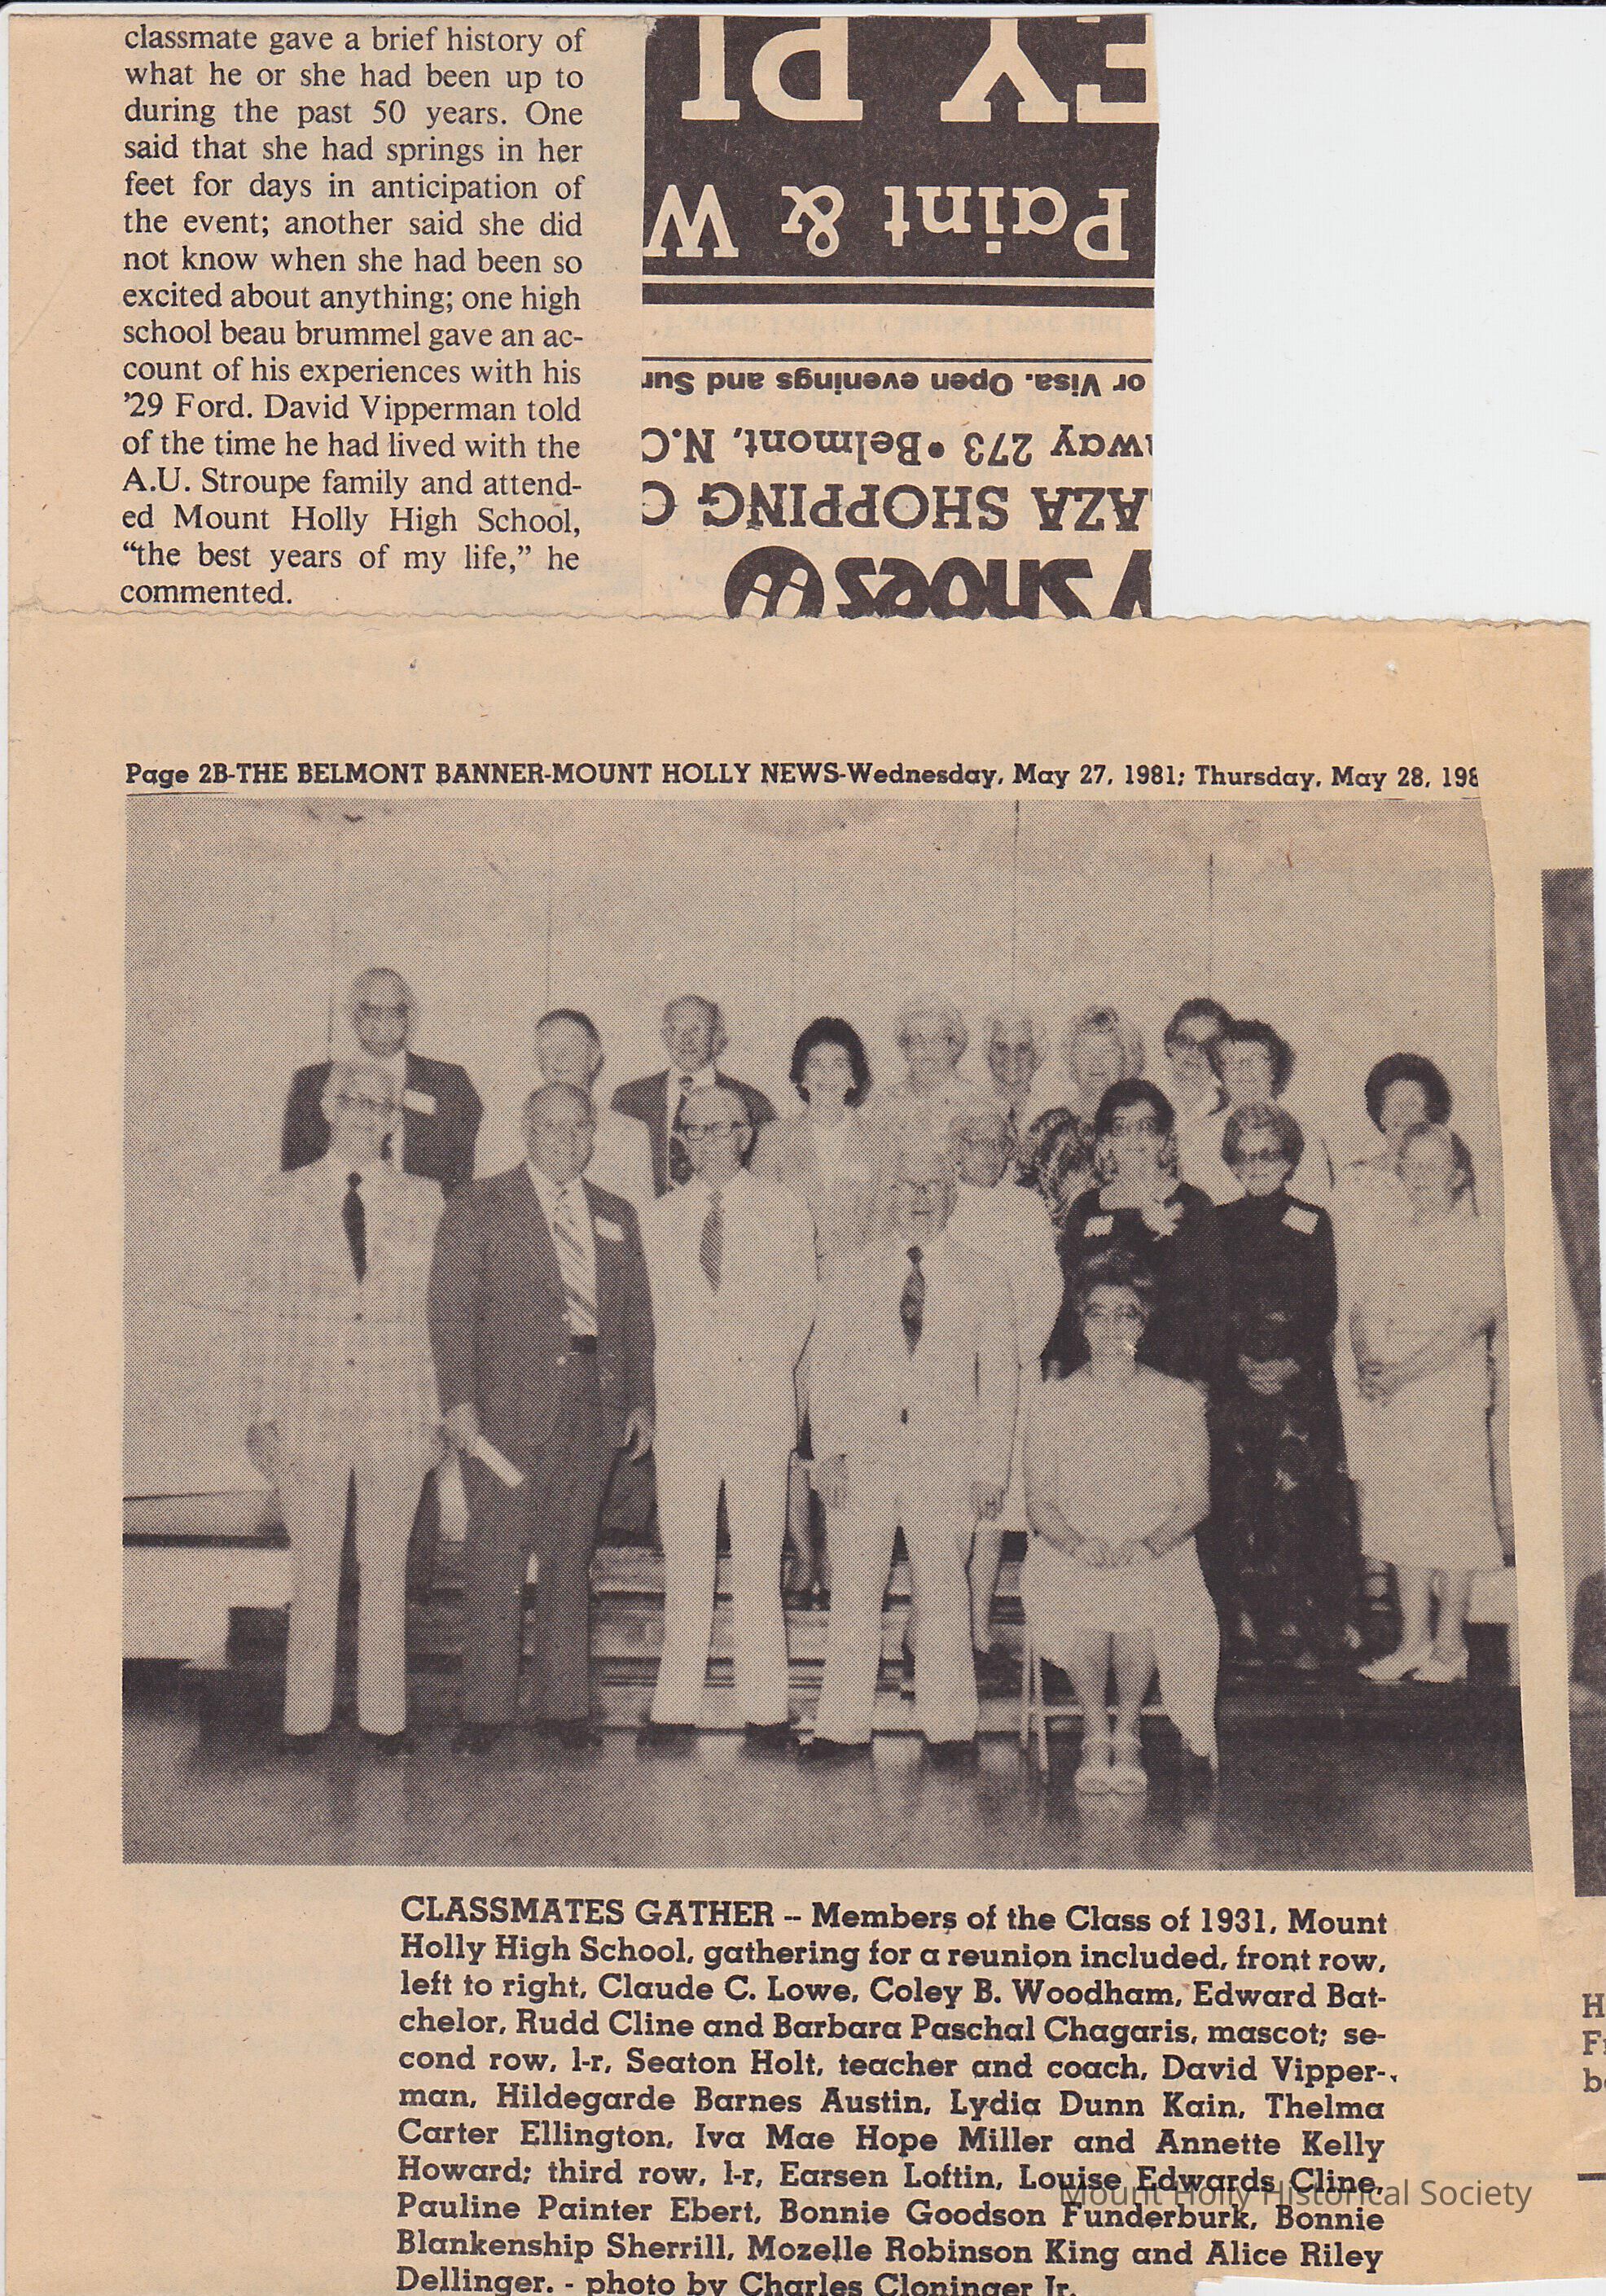 classmate gave a brief history of
what he or she had been up to
during the past 50 years. One
said that she had springs in her
feet for days in anticipation of
the event; another said she did
not know when she had been so
excited about anything; one high
school beau brummel gave an ac-
count of his experiences with his
'29 Ford. David Vipperman told
of the time he had lived with the
A.U. Stroupe family and attend-
ed Mount Holly High School,
“the best years of my life,” he
commented.
EY PL
Paint & W
or Visa. Open evenings and Sun
way 273 • Belmont, N.C
AZA SHOPPING C
y shoes
Page 2B-THE BELMONT BANNER-MOUNT HOLLY NEWS-Wednesday, May 27, 1981; Thursday, May 28, 198
CLASSMATES GATHER -- Members of the Class of 1931, Mount
Holly High School, gathering for a reunion included, front row,
left to right, Claude C. Lowe, Coley B. Woodham, Edward Bat-
chelor, Rudd Cline and Barbara Paschal Chagaris, mascot; se-
cond row, l-r, Seaton Holt, teacher and coach, David Vipper-
man, Hildegarde Barnes Austin, Lydia Dunn Kain, Thelma
Carter Ellington, Iva Mae Hope Miller and Annette Kelly
Howard; third row, l-r, Earsen Loftin, Louise Edwards Cline,
Pauline Painter Ebert, Bonnie Goodson Funderburk, Bonnie
Blankenship Sherrill, Mozelle Robinson King and Alice Riley
Dellinger. - photo by Charles Cloninger Jr.
H
F
b
Mount Holly Historical Society